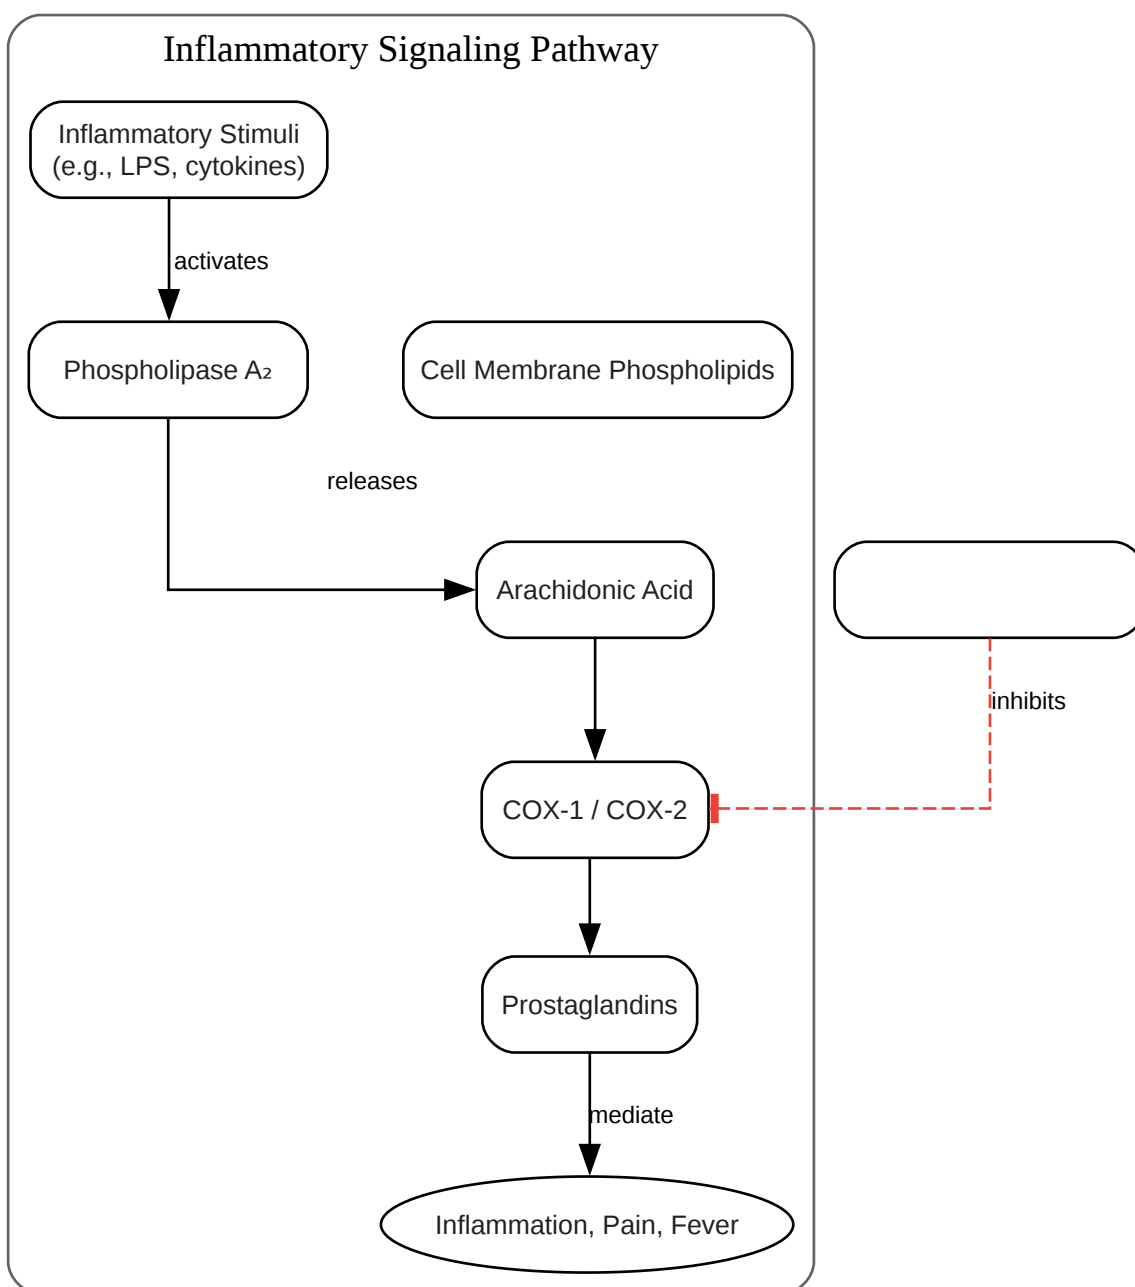 Inflammatory Signaling Pathway
Inflammatory Stimuli
(e.g., LPS, cytokines)
activates
Phospholipase A₂
Cell Membrane Phospholipids
releases
Arachidonic Acid
inhibits
COX-1 / COX-2
Prostaglandins
mediate
Inflammation, Pain, Fever